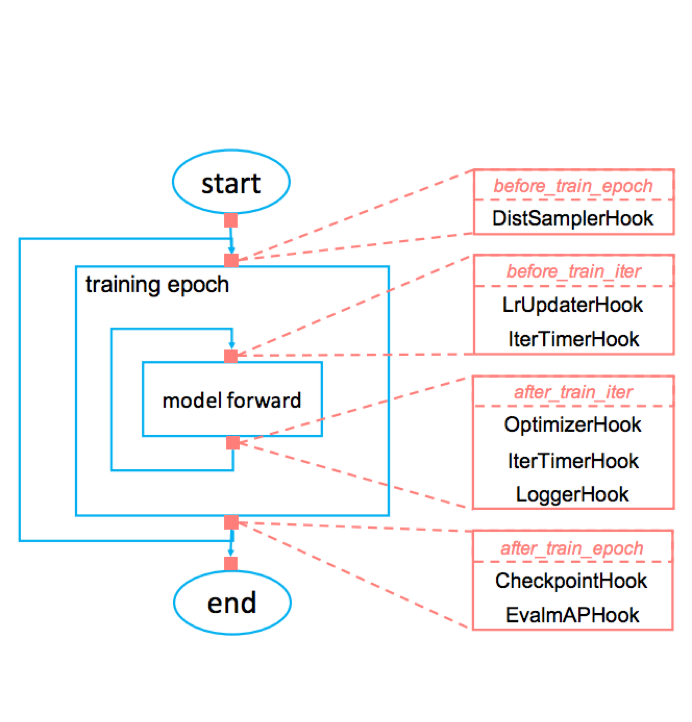 start
training epoch
model forward
end
before_train_epoch
DistSamplerHook
before_train_iter
LrUpdaterHook
IterTimerHook
after_train_iter
OptimizerHook
IterTimerHook
LoggerHook
after_train_epoch
CheckpointHook
EvalmAPHook